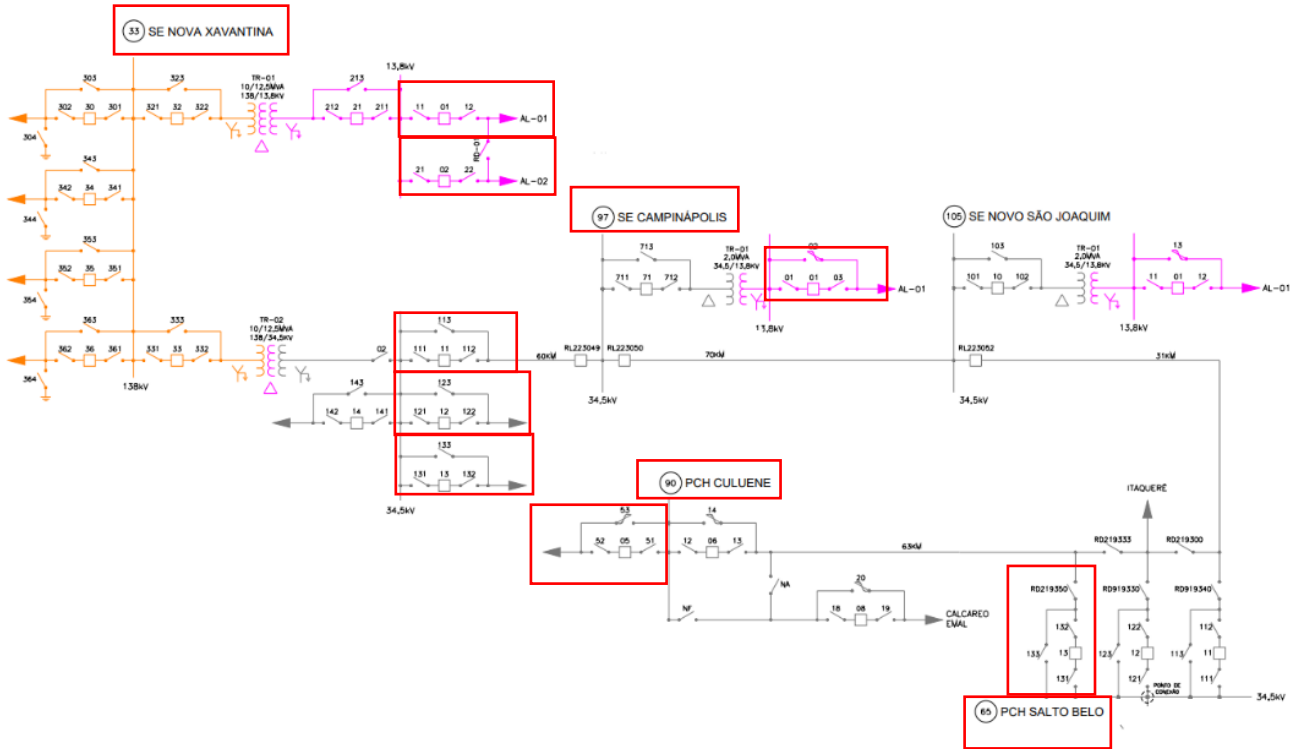 33 SE NOVA XAVANTINA
13,8kV
303 323 TR-01 213
10/12,5MVA
138/13,8KV
302 30 301 321 32 322 212 21 211 11 01 12 AL-01
304
RD-01
343
342 34 341 21 02 22 AL-02
344
97 SE CAMPINÁPOLIS
105 SE NOVO SÃO JOAQUIM
353
352 35 351
354
713 TR-01
2,0MVA
34,5/13,8KV
711 71 712 01 01 03 AL-01
13,8kV
103 TR-01 13
2,0MVA
34,5/13,8KV
101 10 102 11 01 12 AL-01
13,8kV
363 333 TR-02 113
10/12,5MVA
138/34,5KV
362 36 361 331 33 332 02 111 11 112 60KM RL223049 RL223050 70KM RL223052 31KM
364
138kV
34,5kV
34,5kV
143 123
142 14 141 121 12 122
133
131 13 132
34,5kV
90 PCH CULUENE
ITAQUERÊ
53 14
52 05 51 12 06 13 63KM RD219333 RD219300
NA
NF
20
18 08 19 CALCAREO
EMAL
RD219350 RD919330 RD919340
132 122 112
133 13 123 12 113 11
131 121 111
PONTO DE
CONEXÃO
34,5kV
65 PCH SALTO BELO